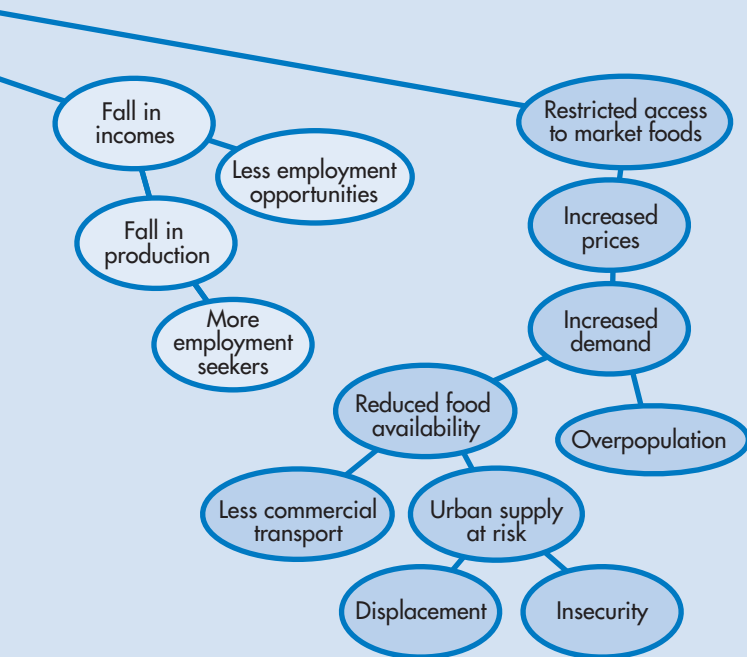 Fall in
incomes
Less employment
opportunities
Fall in
production
More
employment
seekers
Restricted access
to market foods
Increased
prices
Increased
demand
Reduced food
availability
Overpopulation
Less commercial
transport
Urban supply
at risk
Displacement
Insecurity